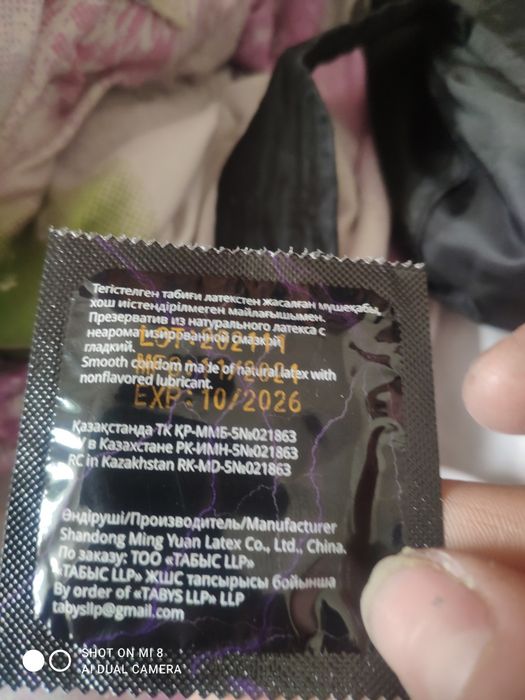 Тегістелген табиғи латекстен жасалған мүшеқабы,
хош иістендірілмеген майлағышымен.
Презерватив из натурального латекса с
неароматизированной смазкой
гладкий.
Smooth condom made of natural latex with
nonflavored lubricant.
EXP: 10/2026
Қазақстанда ТК ҚР-ММБ-5№021863
РУ в Казахстане РК-ИМН-5№021863
RC in Kazakhstan RK-MD-5№021863
Өндіруші/Производитель/Manufacturer
Shandong Ming Yuan Latex Co., Ltd., China.
По заказу: ТОО «ТАБЫС LLP»
«ТАБЫС LLP» ЖШС тапсырысы бойынша
By order of «TABYS LLP» LLP
tabysllp@gmail.com
SHOT ON MI 8
AI DUAL CAMERA